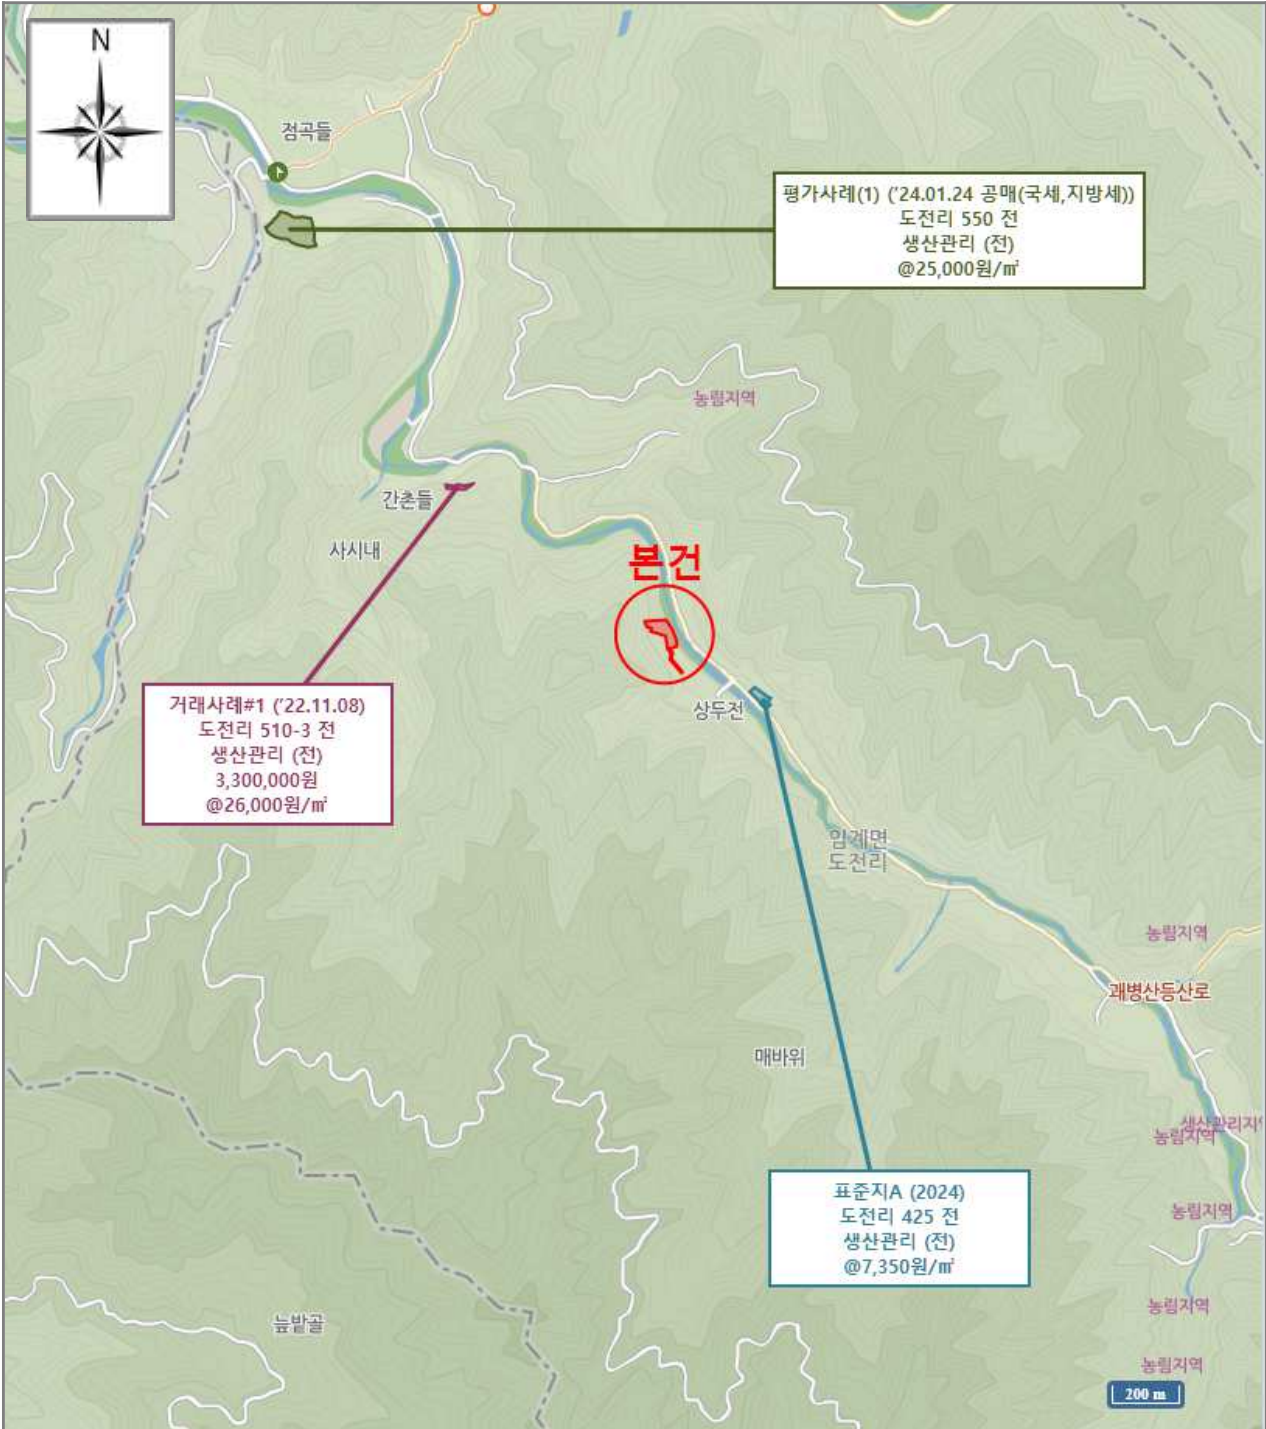 N
점곡들
평가사례(1) ('24.01.24 공매(국세,지방세))
도전리 550 전
생산관리 (전)
@25,000원/㎡
농림지역
간촌들
사시내
본건
거래사례#1 ('22.11.08)
도전리 510-3 전
생산관리 (전)
3,300,000원
@26,000원/㎡
상두전
임계면
도전리
농림지역
괘병산등산로
매바위
생산관리지역
농림지역
표준지A (2024)
도전리 425 전
생산관리 (전)
@7,350원/㎡
농림지역
농림지역
늪밭골
농림지역
200 m